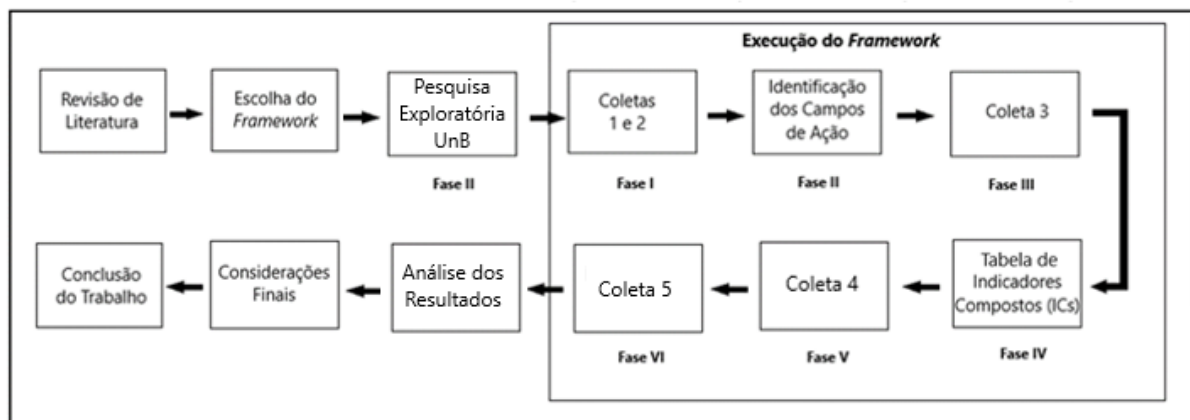 Execução do Framework
Revisão de
Literatura
Escolha do
Framework
Pesquisa
Exploratória
UnB
Fase II
Coletas
1 e 2
Fase I
Identificação
dos Campos
de Ação
Fase II
Coleta 3
Fase III
Tabela de
Indicadores
Compostos (ICs)
Fase IV
Coleta 4
Fase V
Coleta 5
Fase VI
Análise dos
Resultados
Considerações
Finais
Conclusão
do Trabalho